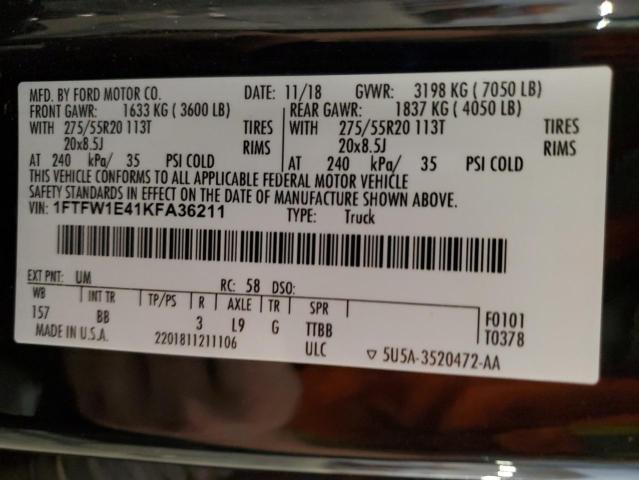 MFD. BY FORD MOTOR CO. DATE: 11/18 GVWR: 3198 KG ( 7050 LB)
FRONT GAWR: 1633 KG ( 3600 LB) REAR GAWR: 1837 KG ( 4050 LB)
WITH 275/55R20 113T TIRES WITH 275/55R20 113T TIRES
20x8.5J RIMS 20x8.5J RIMS
AT 240 kPa/ 35 PSI COLD AT 240 kPa/ 35 PSI COLD
THIS VEHICLE CONFORMS TO ALL APPLICABLE FEDERAL MOTOR VEHICLE
SAFETY STANDARDS IN EFFECT ON THE DATE OF MANUFACTURE SHOWN ABOVE.
VIN: 1FTFW1E41KFA36211 TYPE: Truck
EXT PNT: UM RC: 58 DSO:
WB INT TR TP/PS R AXLE TR SPR
157 BB 3 L9 G TTBB F0101
MADE IN U.S.A. 2201811211106 ULC T0378
▽ 5U5A-3520472-AA